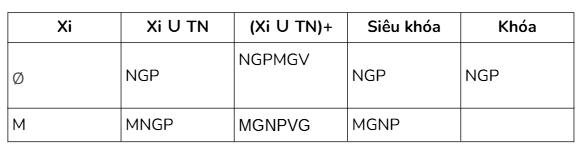 Xi Xi U TN (Xi U TN)+ Siêu khóa Khóa
Ø NGP NGPMGV NGP NGP
M MNGP MGNPVG MGNP